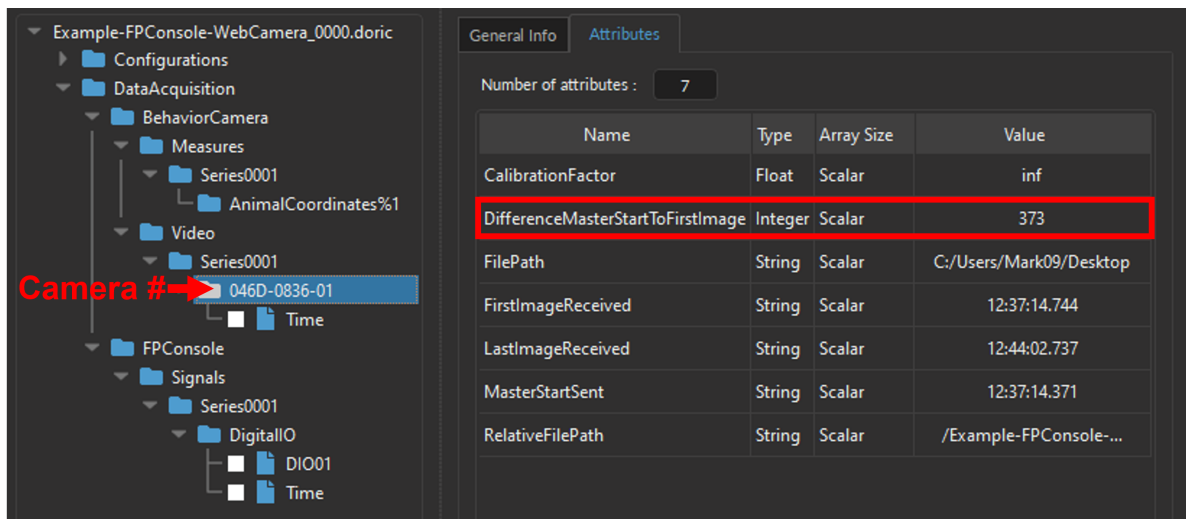 Example-FPConsole-WebCamera_0000.doric
Configurations
DataAcquisition
BehaviorCamera
Measures
Series0001
AnimalCoordinates%1
Video
Series0001
Camera # 046D-0836-01
Time
FPConsole
Signals
Series0001
DigitalIO
DIO01
Time
General Info Attributes
Number of attributes : 7
Name Type Array Size Value
CalibrationFactor Float Scalar inf
DifferenceMasterStartToFirstImage Integer Scalar 373
FilePath String Scalar C:/Users/Mark09/Desktop
FirstImageReceived String Scalar 12:37:14.744
LastImageReceived String Scalar 12:44:02.737
MasterStartSent String Scalar 12:37:14.371
RelativeFilePath String Scalar /Example-FPConsole-...